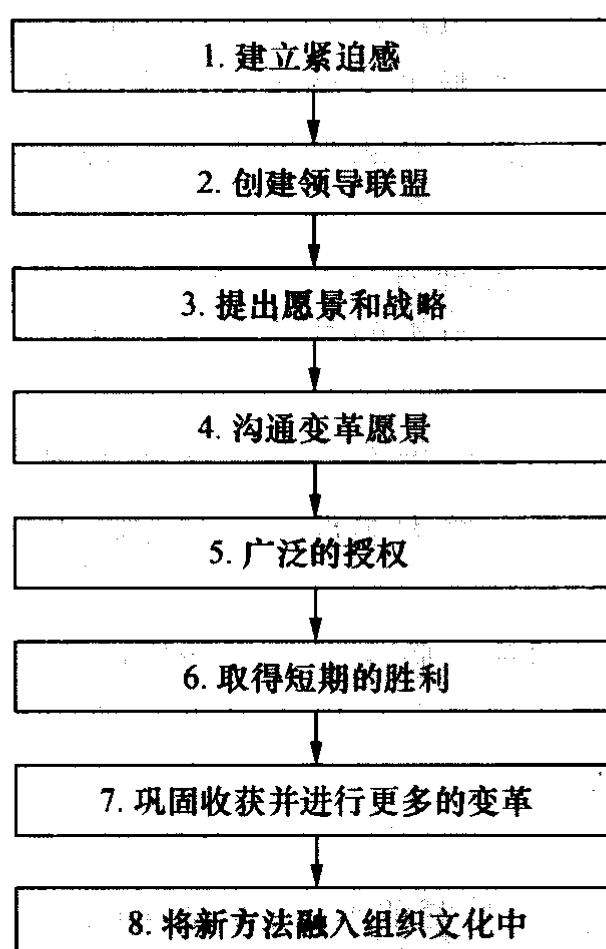 1. 建立紧迫感
2. 创建领导联盟
3. 提出愿景和战略
4. 沟通变革愿景
5. 广泛的授权
6. 取得短期的胜利
7. 巩固收获并进行更多的变革
8. 将新方法融入组织文化中